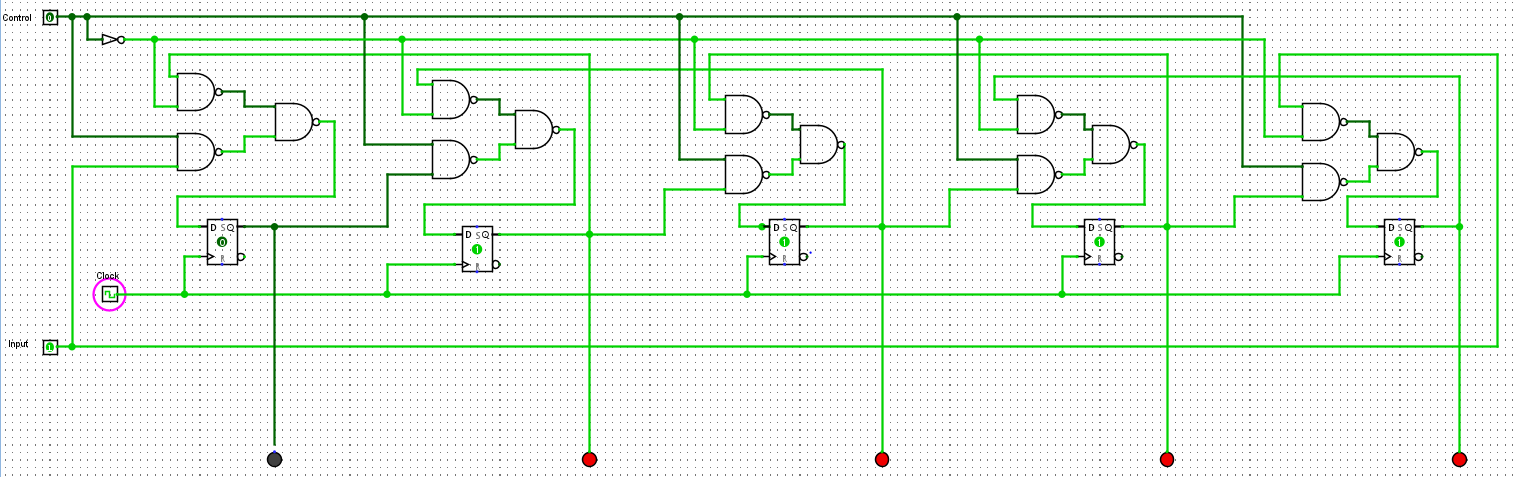 Control 0
D S Q
0
R
D S Q
1
R
D S Q
1
R
D S Q
1
R
D S Q
1
R
Clock
Input 1